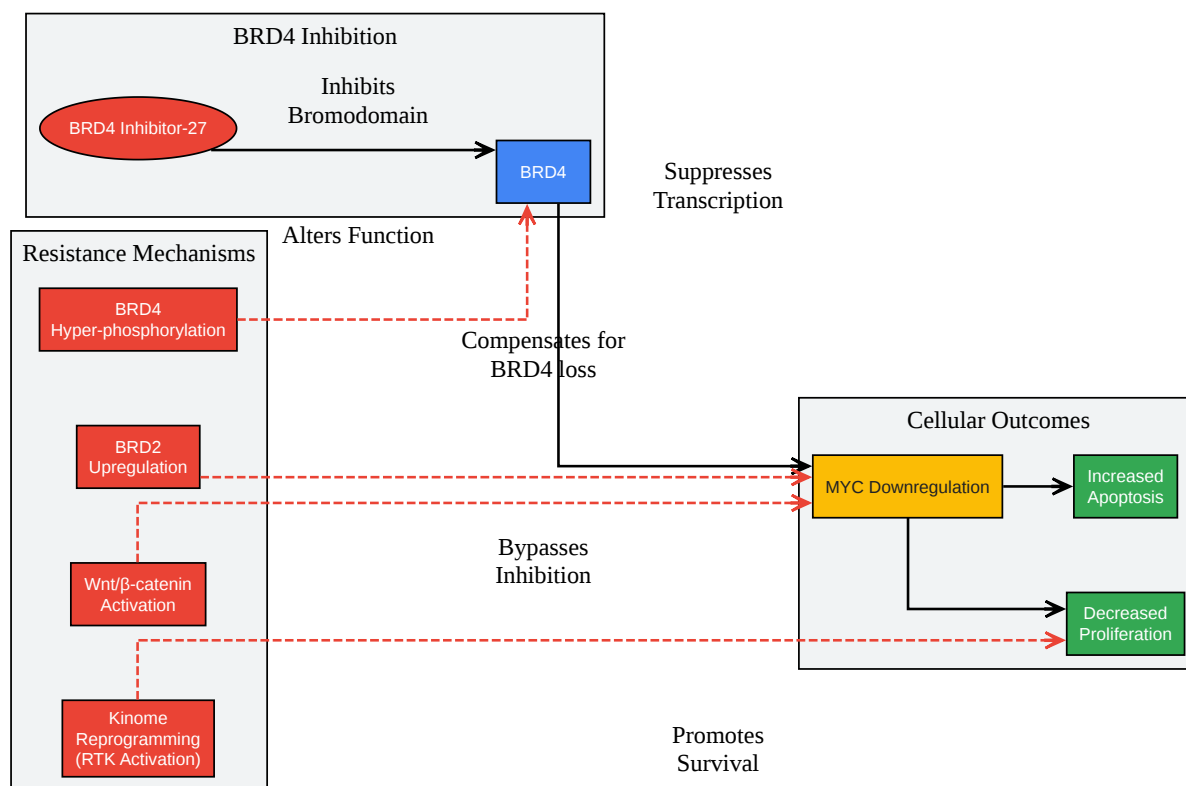 BRD4 Inhibition
Inhibits
Bromodomain
BRD4 Inhibitor-27
BRD4
Suppresses
Transcription
Alters Function
Resistance Mechanisms
BRD4
Hyper-phosphorylation
Compensates for
BRD4 loss
BRD2
Upregulation
Cellular Outcomes
MYC Downregulation
Increased
Apoptosis
Bypasses
Inhibition
Wnt/β-catenin
Activation
Decreased
Proliferation
Kinome
Reprogramming
(RTK Activation)
Promotes
Survival